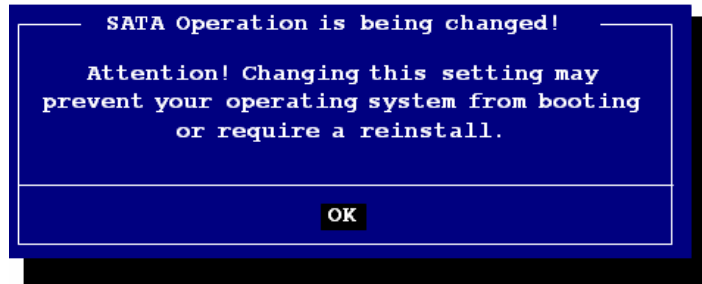 SATA Operation is being changed!
Attention! Changing this setting may
prevent your operating system from booting
or require a reinstall.
OK